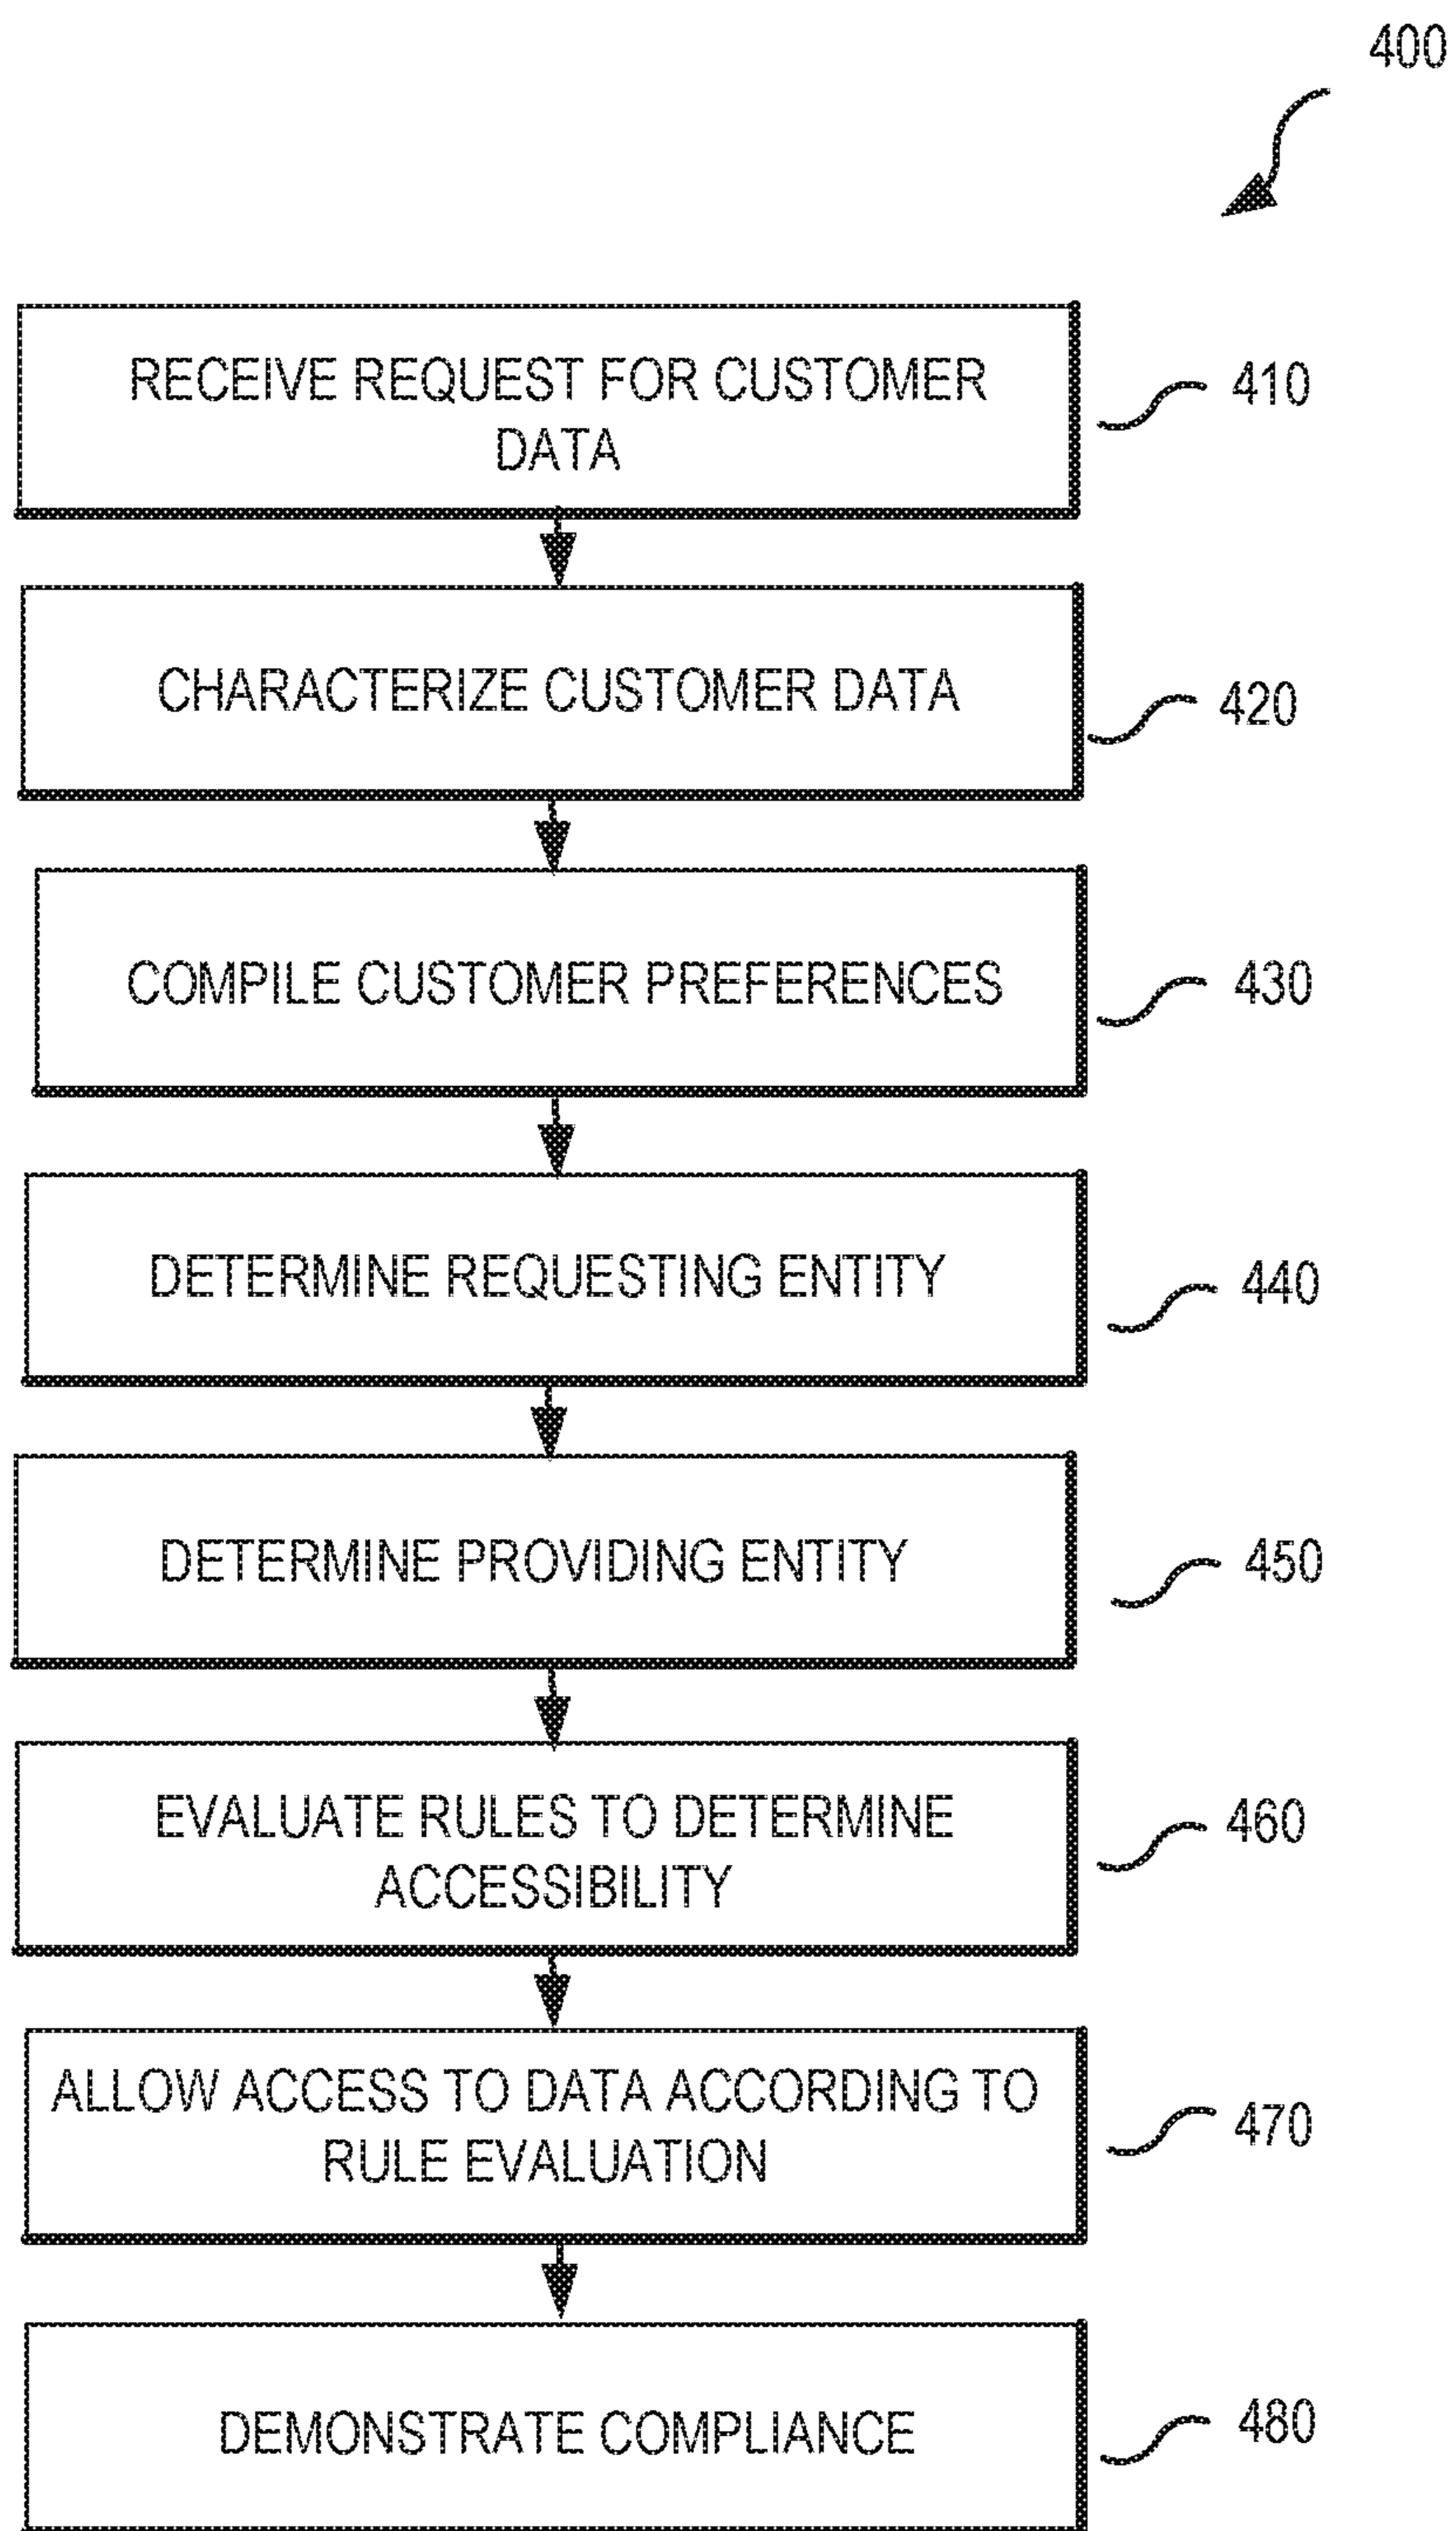 400
RECEIVE REQUEST FOR CUSTOMER
DATA
410
CHARACTERIZE CUSTOMER DATA
420
COMPILE CUSTOMER PREFERENCES
430
DETERMINE REQUESTING ENTITY
440
DETERMINE PROVIDING ENTITY
450
EVALUATE RULES TO DETERMINE
ACCESSIBILITY
460
ALLOW ACCESS TO DATA ACCORDING TO
RULE EVALUATION
470
DEMONSTRATE COMPLIANCE
480